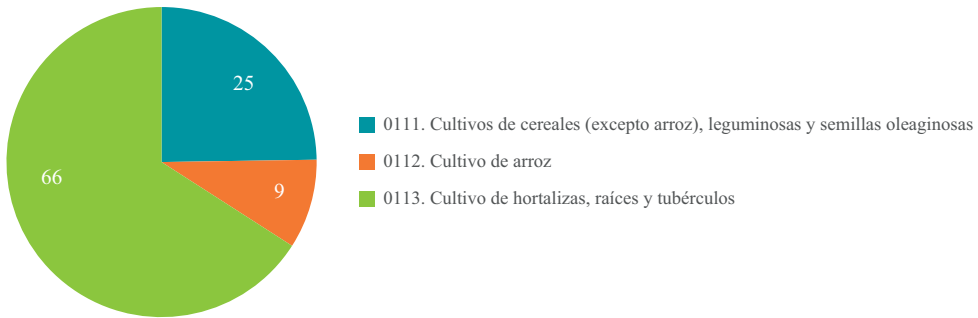 25
9
66
0111. Cultivos de cereales (excepto arroz), leguminosas y semillas oleaginosas
0112. Cultivo de arroz
0113. Cultivo de hortalizas, raíces y tubérculos